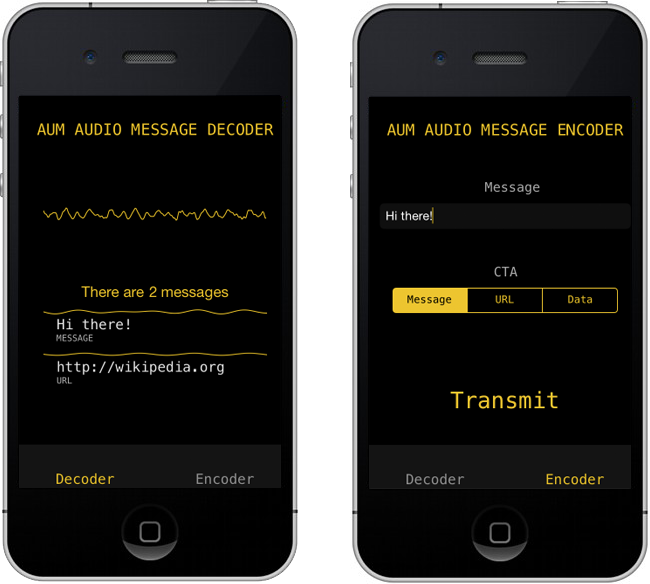 AUM AUDIO MESSAGE DECODER
There are 2 messages
Hi there!
MESSAGE
http://wikipedia.org
URL
Decoder Encoder
AUM AUDIO MESSAGE ENCODER
Message
Hi there!
CTA
Message URL Data
Transmit
Decoder Encoder